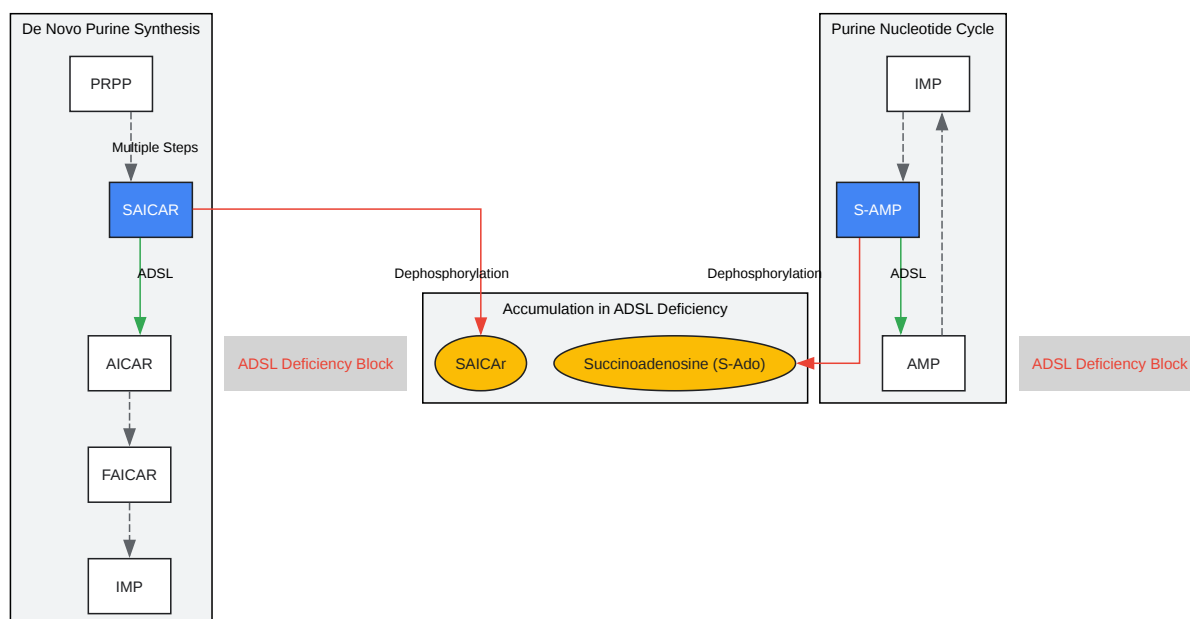 De Novo Purine Synthesis
PRPP
Multiple Steps
SAICAR
ADSL
AICAR
FAICAR
IMP
ADSL Deficiency Block
Dephosphorylation
Accumulation in ADSL Deficiency
SAICAr
Succinoadenosine (S-Ado)
Dephosphorylation
Purine Nucleotide Cycle
IMP
S-AMP
ADSL
AMP
ADSL Deficiency Block